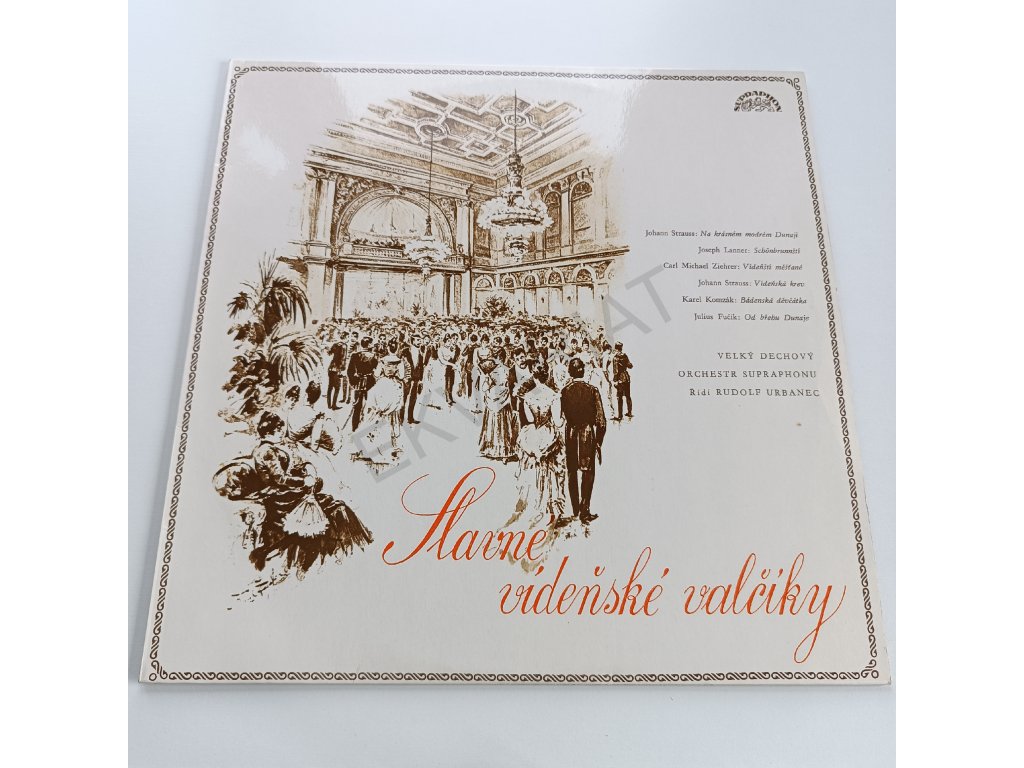 SUPRAPHON
Johann Strauss: Na krásném modrém Dunaji
Joseph Lanner: Schönbrunnští
Carl Michael Ziehrer: Vídeňští měšťané
Johann Strauss: Vídeňská krev
Karel Komzák: Bádenská děvčátka
Julius Fučík: Od břehu Dunaje
VELKÝ DECHOVÝ
ORCHESTR SUPRAPHONU
Řídí RUDOLF URBANEC
Slavné
vídeňské valčíky